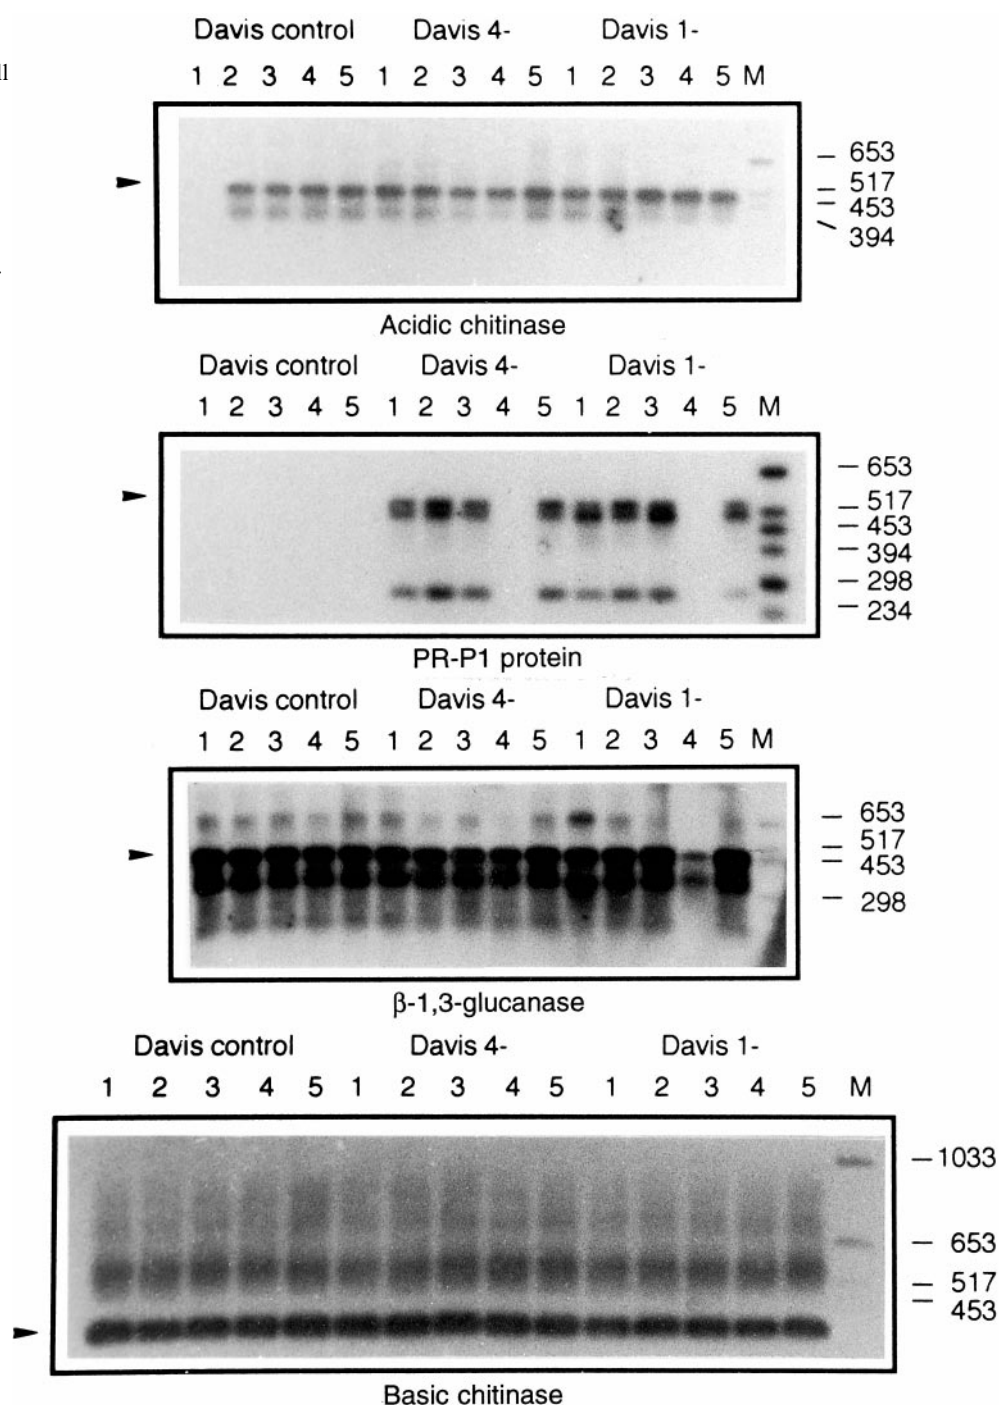 Davis control Davis 4- Davis 1-
ll
1 2 3 4 5 1 2 3 4 5 1 2 3 4 5 M
653
517
453
394
Acidic chitinase
Davis control Davis 4- Davis 1-
1 2 3 4 5 1 2 3 4 5 1 2 3 4 5 M
653
517
453
394
298
234
PR-P1 protein
Davis control Davis 4- Davis 1-
1 2 3 4 5 1 2 3 4 5 1 2 3 4 5 M
653
517
453
298
β-1,3-glucanase
Davis control Davis 4- Davis 1-
1 2 3 4 5 1 2 3 4 5 1 2 3 4 5 M
1033
653
517
453
Basic chitinase